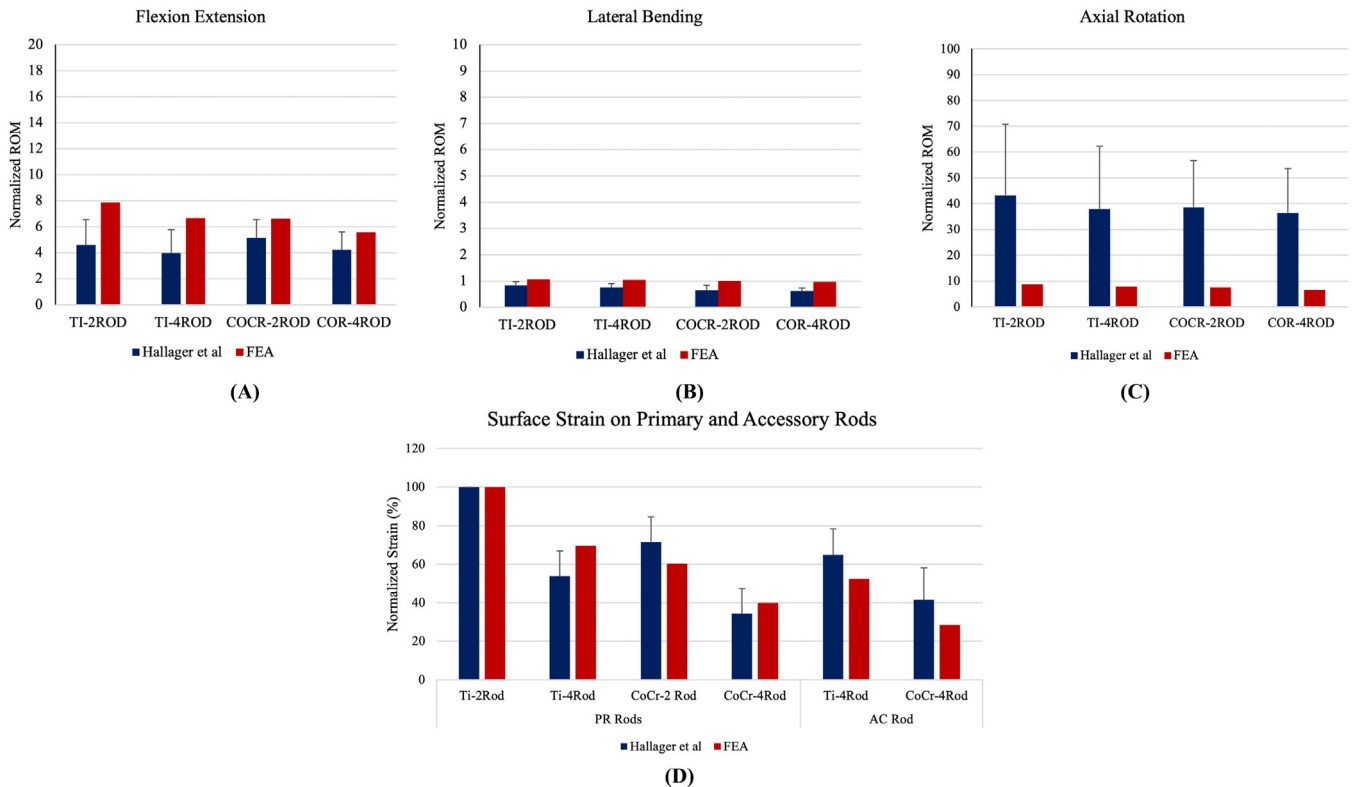 Flexion Extension
Normalized ROM
20
18
16
14
12
10
8
6
4
2
0
TI-2ROD TI-4ROD COCR-2ROD COR-4ROD
Hallager et al FEA
(A)
Lateral Bending
Normalized ROM
10
9
8
7
6
5
4
3
2
1
0
TI-2ROD TI-4ROD COCR-2ROD COR-4ROD
Hallager et al FEA
(B)
Axial Rotation
Normalized ROM
100
90
80
70
60
50
40
30
20
10
0
TI-2ROD TI-4ROD COCR-2ROD COR-4ROD
Hallager et al FEA
(C)
Surface Strain on Primary and Accessory Rods
Normalized Strain (%)
120
100
80
60
40
20
0
Ti-2Rod Ti-4Rod CoCr-2 Rod CoCr-4Rod Ti-4Rod CoCr-4Rod
PR Rods AC Rod
Hallager et al FEA
(D)